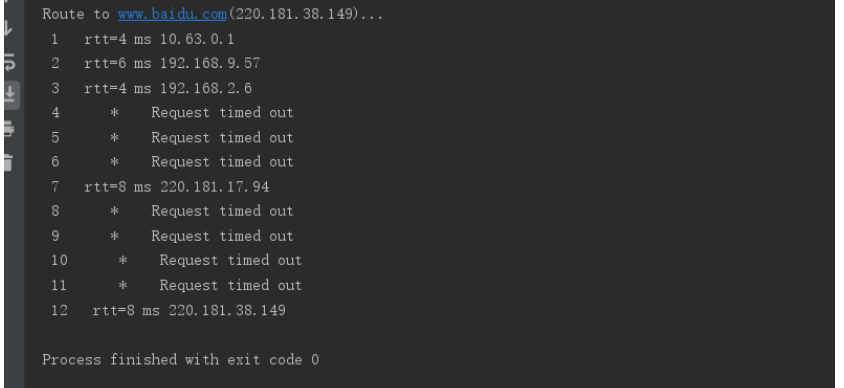 Route to www.baidu.com(220.181.38.149)...
1 rtt=4 ms 10.63.0.1
2 rtt=6 ms 192.168.9.57
3 rtt=4 ms 192.168.2.6
4 * Request timed out
5 * Request timed out
6 * Request timed out
7 rtt=8 ms 220.181.17.94
8 * Request timed out
9 * Request timed out
10 * Request timed out
11 * Request timed out
12 rtt=8 ms 220.181.38.149
Process finished with exit code 0